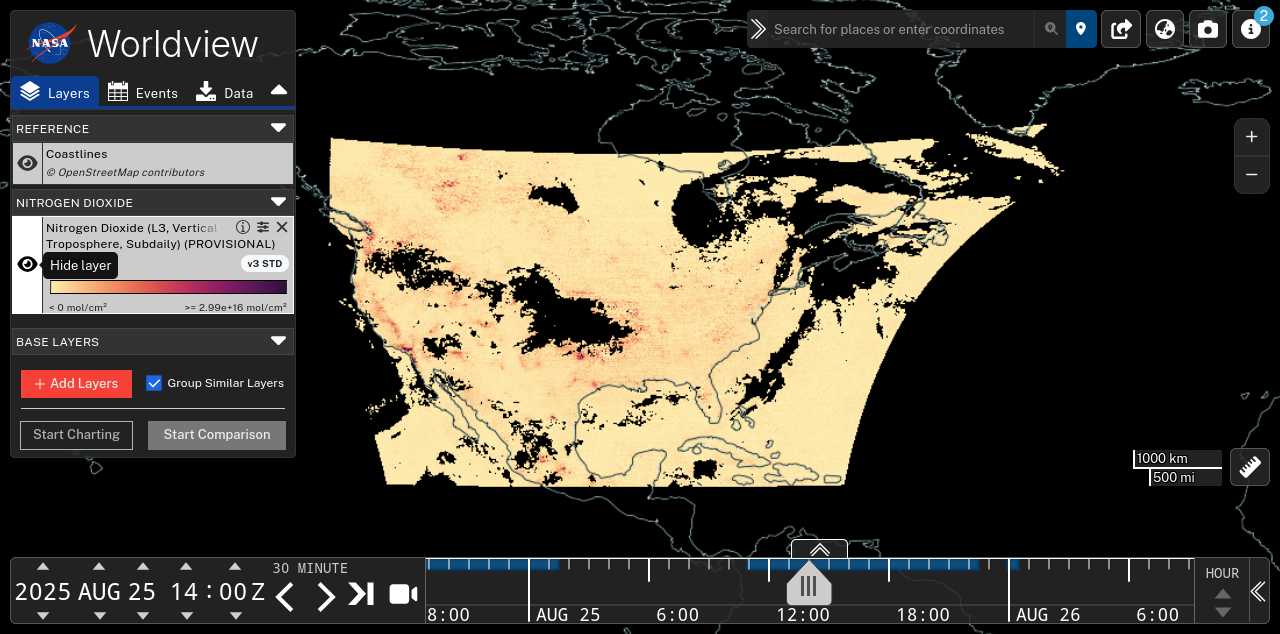 NASA
Worldview
Layers
Events
Data
REFERENCE
Coastlines
© OpenStreetMap contributors
NITROGEN DIOXIDE
Nitrogen Dioxide (L3, Vertical
Troposphere, Subdaily) (PROVISIONAL)
Hide layer
v3 STD
< 0 mol/cm²
>= 2.99e+16 mol/cm²
BASE LAYERS
+ Add Layers
Group Similar Layers
Start Charting
Start Comparison
Search for places or enter coordinates
2
+
−
1000 km
500 mi
2025 AUG 25 14 : 00 Z
30 MINUTE
8:00
AUG 25
6:00
12:00
18:00
AUG 26
6:00
HOUR